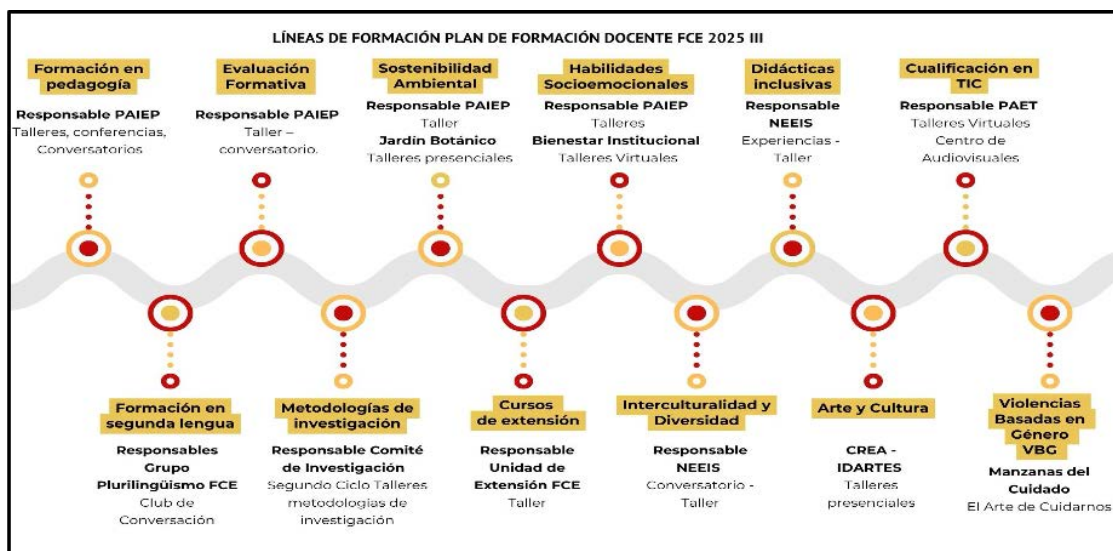 LÍNEAS DE FORMACIÓN PLAN DE FORMACIÓN DOCENTE FCE 2025 III
Formación en
pedagogía
Responsable PAIEP
Talleres, conferencias,
Conversatorios
Evaluación
Formativa
Responsable PAIEP
Taller –
conversatorio.
Sostenibilidad
Ambiental
Responsable PAIEP
Taller
Jardín Botánico
Talleres presenciales
Habilidades
Socioemocionales
Responsable PAIEP
Talleres
Bienestar Institucional
Talleres Virtuales
Didácticas
inclusivas
Responsable
NEEIS
Experiencias -
Taller
Cualificación en
TIC
Responsable PAET
Talleres Virtuales
Centro de
Audiovisuales
Formación en
segunda lengua
Responsables
Grupo
Plurilingüismo FCE
Club de
Conversación
Metodologías de
investigación
Responsable Comité
de Investigación
Segundo Ciclo Talleres
metodologías de
investigación
Cursos
de extensión
Responsable
Unidad de
Extensión FCE
Taller
Interculturalidad y
Diversidad
Responsable
NEEIS
Conversatorio -
Taller
Arte y Cultura
CREA -
IDARTES
Talleres
presenciales
Violencias
Basadas en
Género
VBG
Manzanas del
Cuidado
El Arte de Cuidarnos